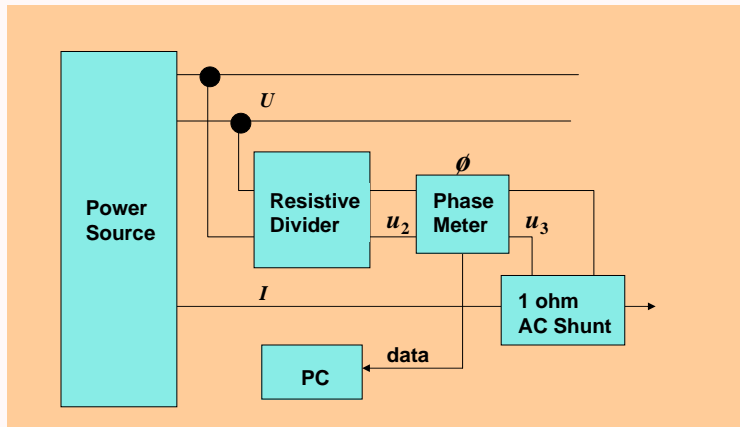 U
Power
Source
Resistive
Divider
u₂
ø
Phase
Meter
u₃
I
1 ohm
AC Shunt
data
PC